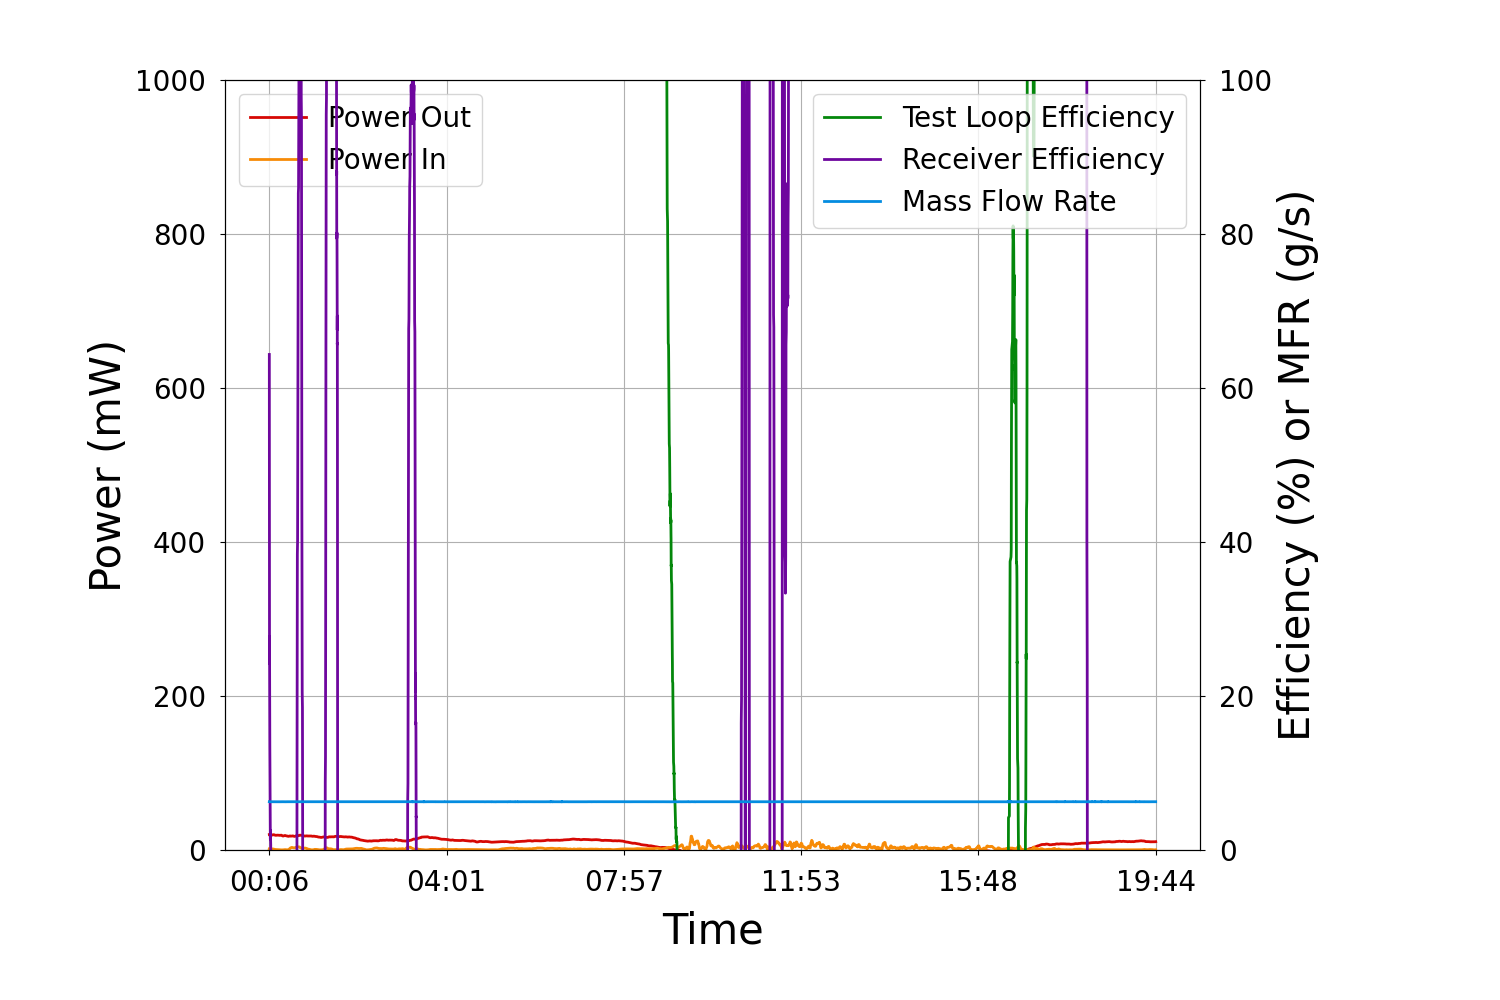 1000
800
600
400
200
0
Power (mW)
Power Out
Power In
Test Loop Efficiency
Receiver Efficiency
Mass Flow Rate
100
80
60
40
20
0
Efficiency (%) or MFR (g/s)
00:06 04:01 07:57 11:53 15:48 19:44
Time